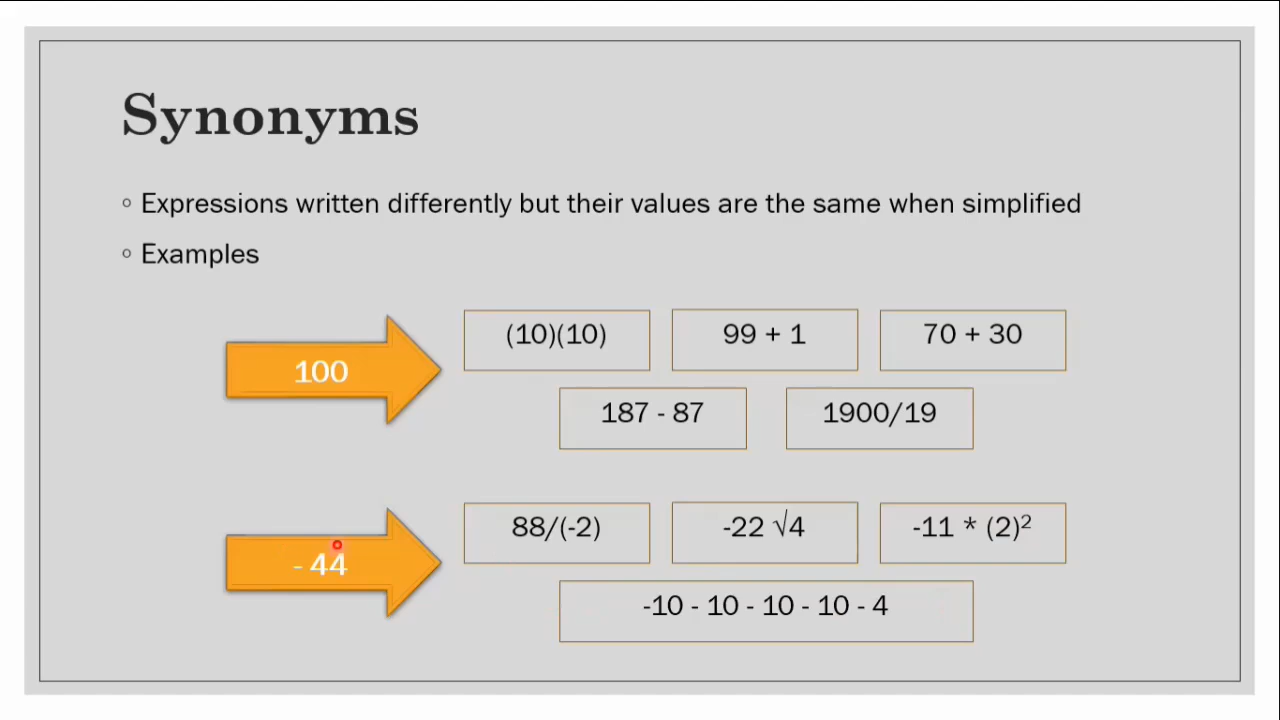 Synonyms
◦ Expressions written differently but their values are the same when simplified
◦ Examples
100
(10)(10)
99 + 1
70 + 30
187 - 87
1900/19
- 44
88/(-2)
-22 √4
-11 * (2)²
-10 - 10 - 10 - 10 - 4